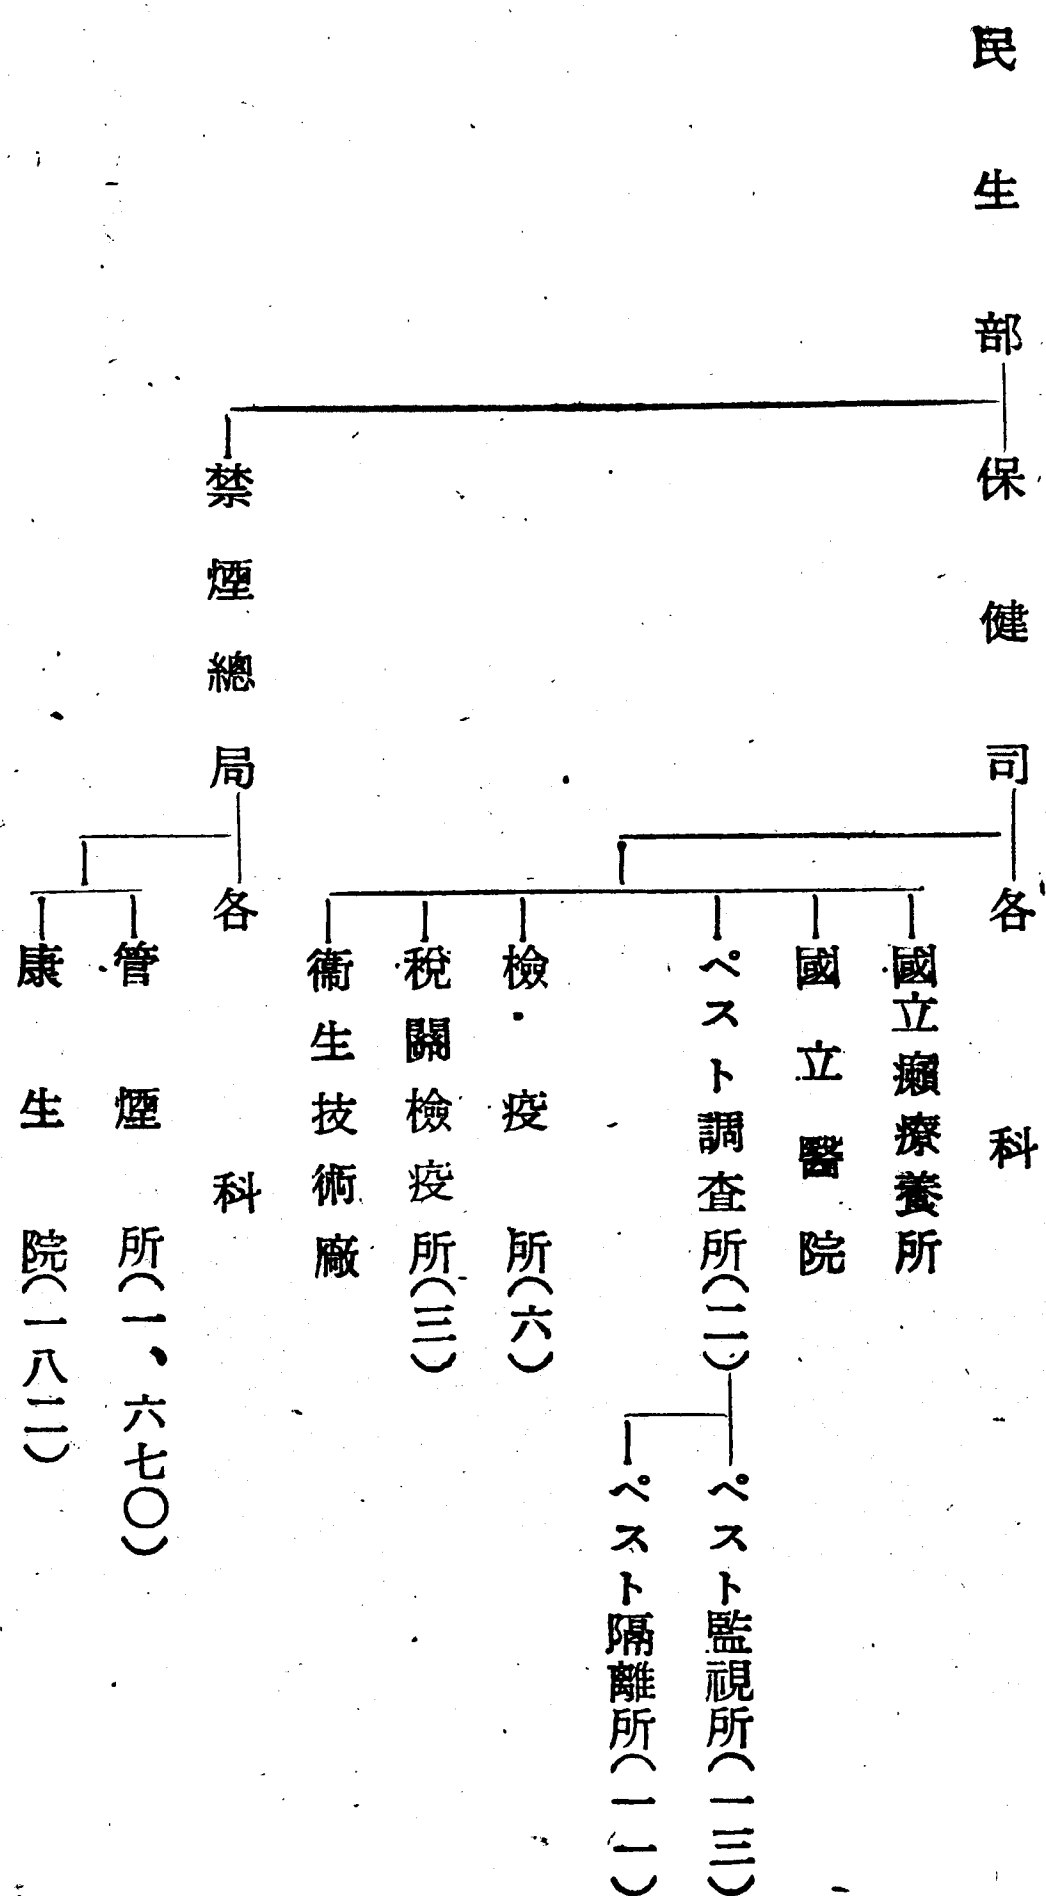 民生部
保健司
各科
國立癩療養所
國立醫院
ペスト調査所(二)
ペスト監視所(一三)
ペスト隔離所(一一)
檢・疫所(六)
稅關檢疫所(三)
衞生技術廠
禁煙總局
各科
管煙所(一、六七〇)
康生院(一八二)